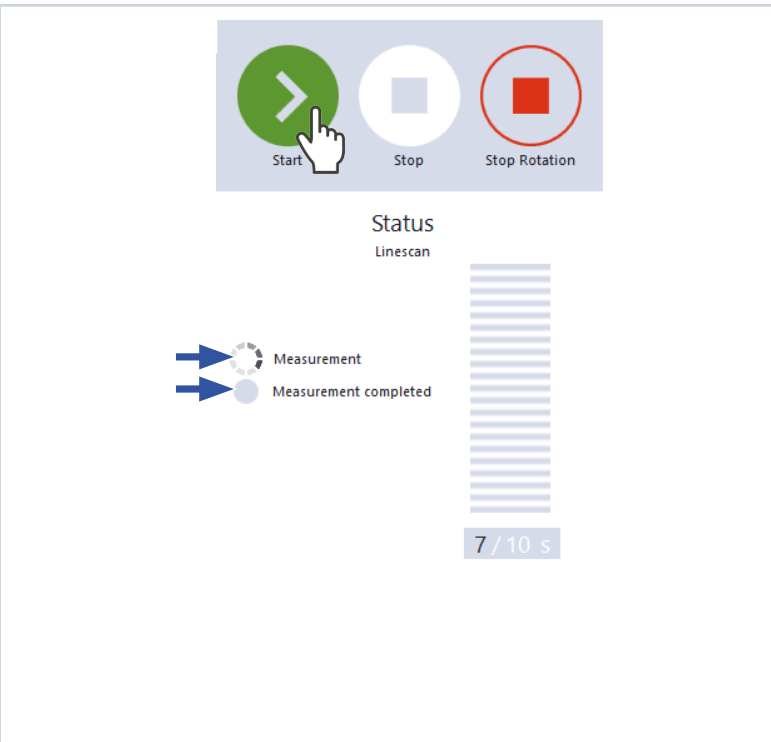 Start Stop Stop Rotation
Status
Linescan
Measurement
Measurement completed
7 / 10 s